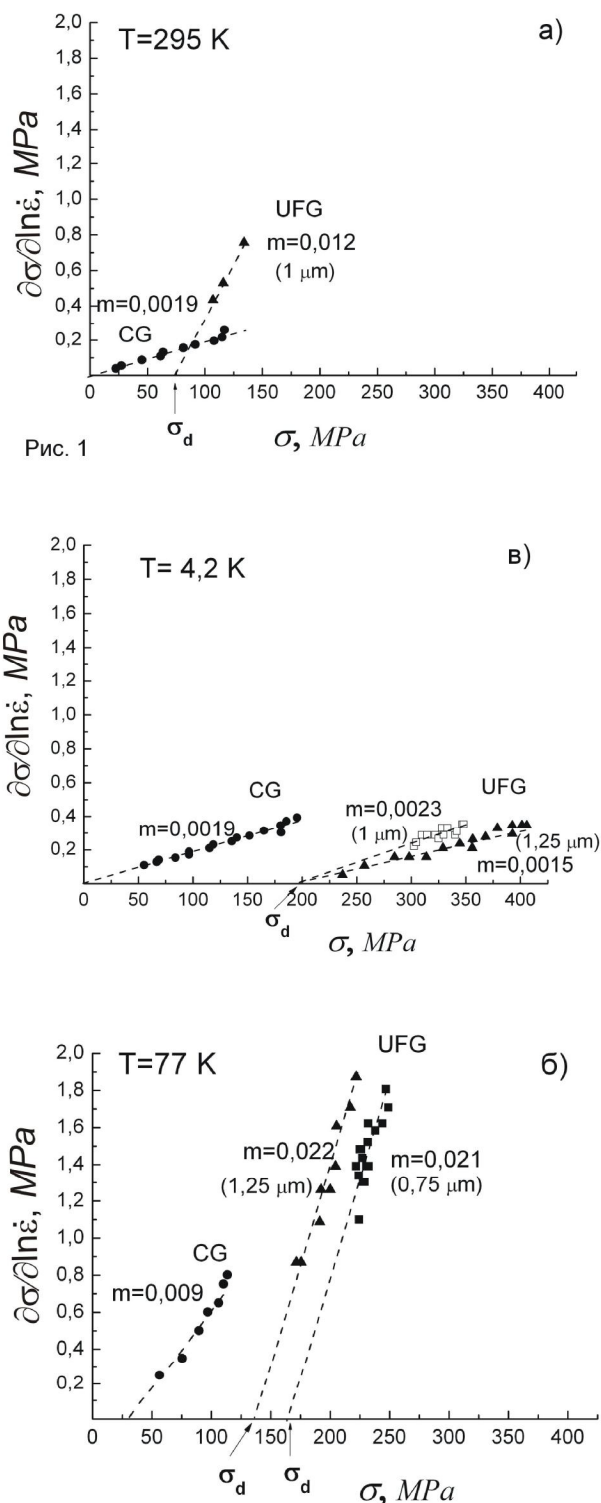 2,0
T=295 K
а)
1,8
1,6
1,4
1,2
1,0
UFG
0,8
m=0,012
(1 μm)
0,6
m=0,0019
0,4
CG
0,2
0 50 100 150 200 250 300 350 400
σd
σ, MPa
∂σ/∂lnε̇, MPa
Рис. 1
2,0
T= 4,2 K
в)
1,8
1,6
1,4
1,2
1,0
0,8
CG
UFG
0,6
m=0,0023
0,4
m=0,0019
(1 μm)
(1,25 μm)
0,2
m=0,0015
0 50 100 150 200 250 300 350 400
σd
σ, MPa
∂σ/∂lnε̇, MPa
UFG
2,0
T=77 K
б)
1,8
1,6
1,4
m=0,022
m=0,021
(1,25 μm)
(0,75 μm)
1,2
1,0
CG
0,8
m=0,009
0,6
0,4
0,2
0 50 100 150 200 250 300 350 400
σd σd
σ, MPa
∂σ/∂lnε̇, MPa